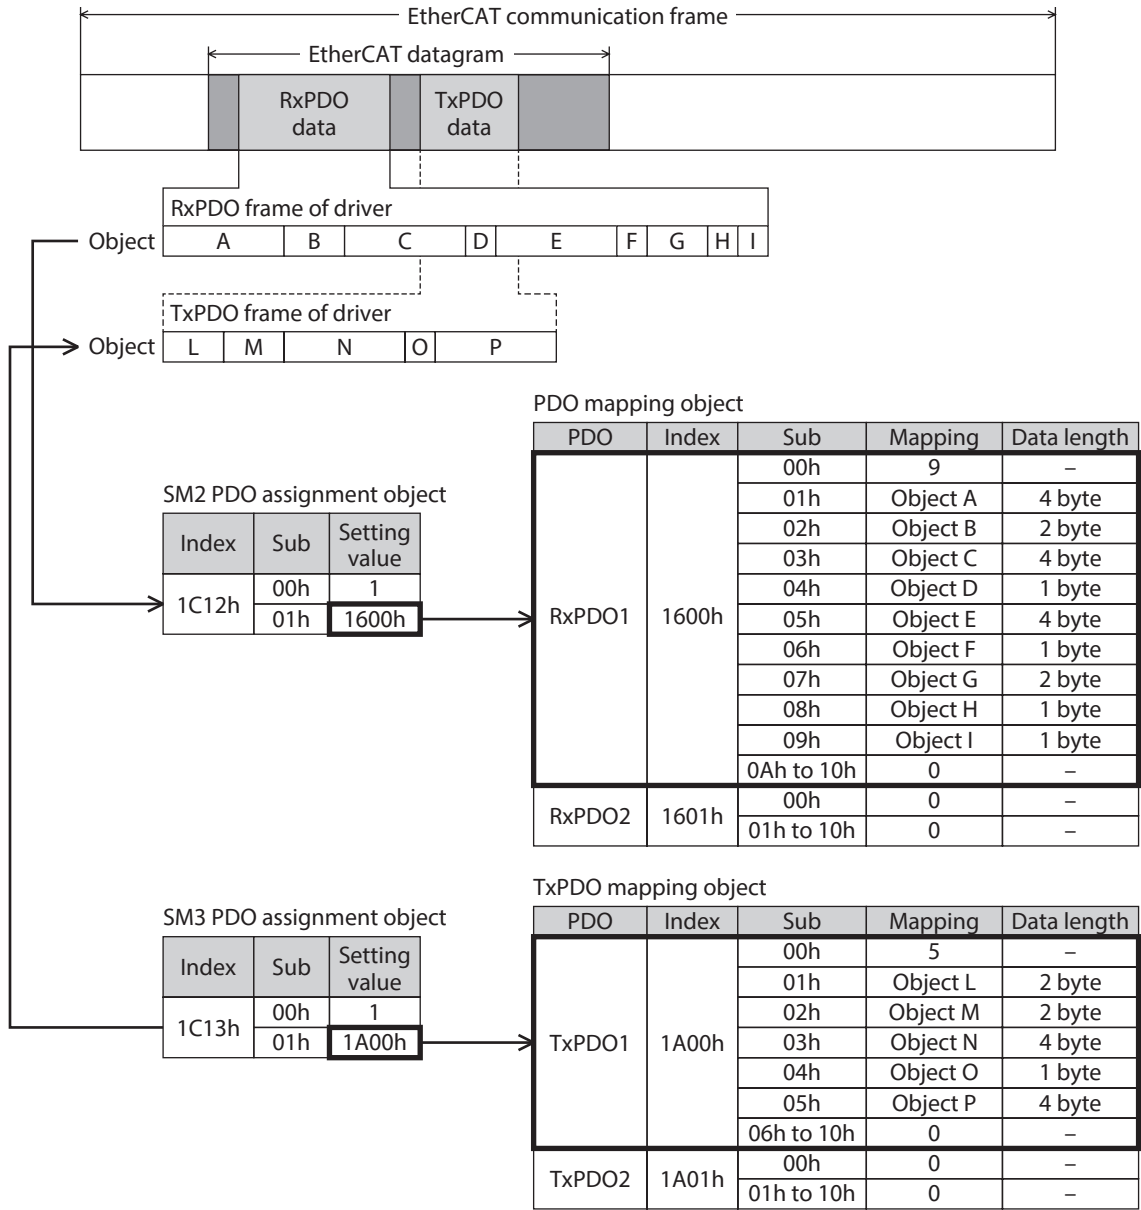 EtherCAT communication frame
EtherCAT datagram
RxPDO data
TxPDO data
RxPDO frame of driver
Object A B C D E F G H I
TxPDO frame of driver
Object L M N O P
PDO mapping object
PDO Index Sub Mapping Data length
RxPDO1 1600h
00h 9 –
01h Object A 4 byte
02h Object B 2 byte
03h Object C 4 byte
04h Object D 1 byte
05h Object E 4 byte
06h Object F 1 byte
07h Object G 2 byte
08h Object H 1 byte
09h Object I 1 byte
0Ah to 10h 0 –
RxPDO2 1601h
00h 0 –
01h to 10h 0 –
SM2 PDO assignment object
Index Sub Setting value
1C12h
00h 1
01h 1600h
TxPDO mapping object
PDO Index Sub Mapping Data length
TxPDO1 1A00h
00h 5 –
01h Object L 2 byte
02h Object M 2 byte
03h Object N 4 byte
04h Object O 1 byte
05h Object P 4 byte
06h to 10h 0 –
TxPDO2 1A01h
00h 0 –
01h to 10h 0 –
SM3 PDO assignment object
Index Sub Setting value
1C13h
00h 1
01h 1A00h